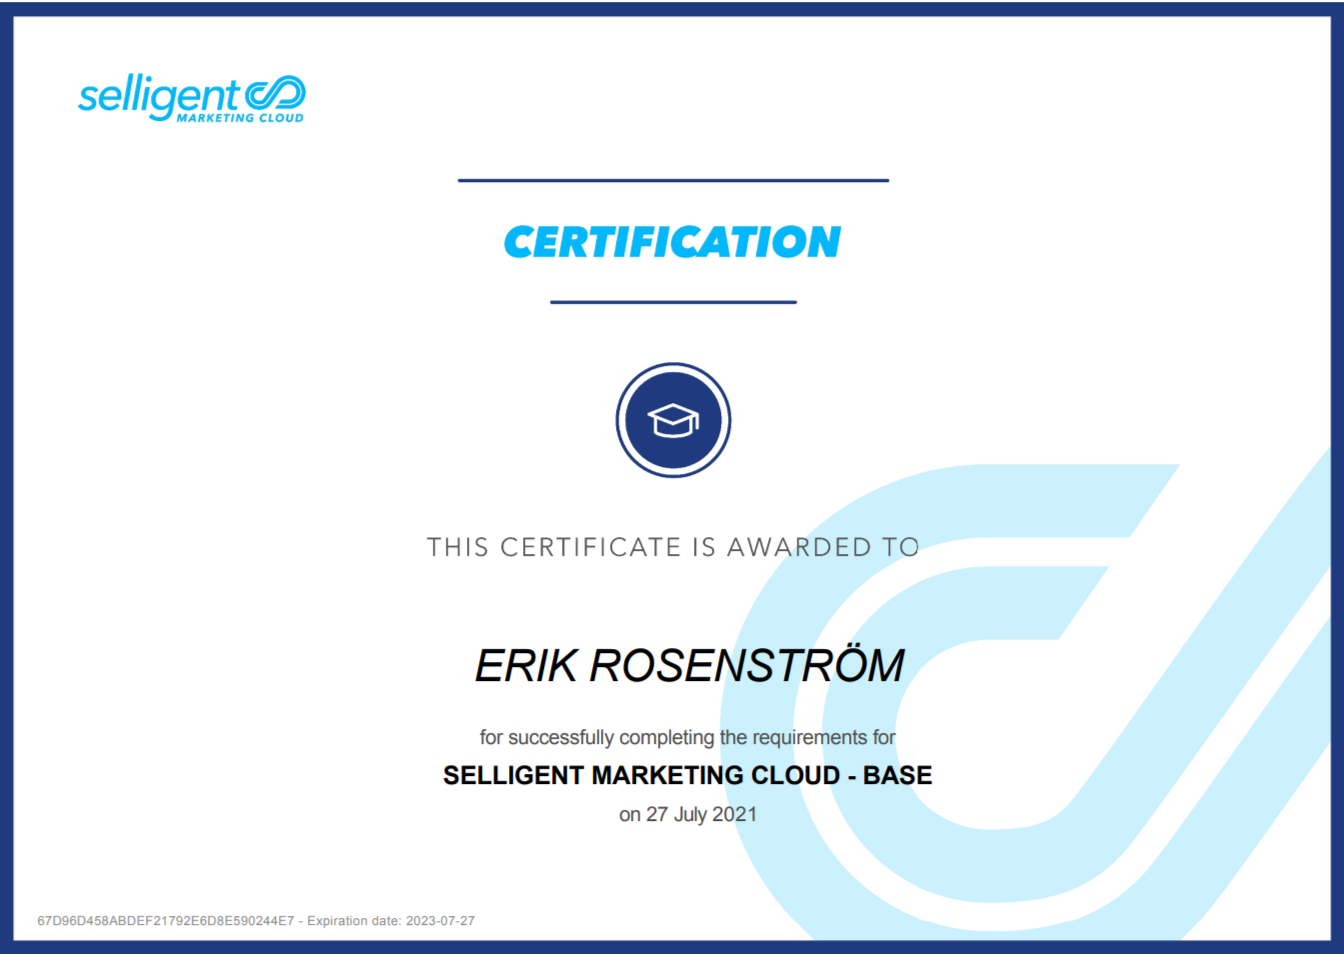 selligent
MARKETING CLOUD
CERTIFICATION
THIS CERTIFICATE IS AWARDED TO
ERIK ROSENSTRÖM
for successfully completing the requirements for
SELLIGENT MARKETING CLOUD - BASE
on 27 July 2021
67D96D458ABDEF21792E6D8E590244E7 - Expiration date: 2023-07-27